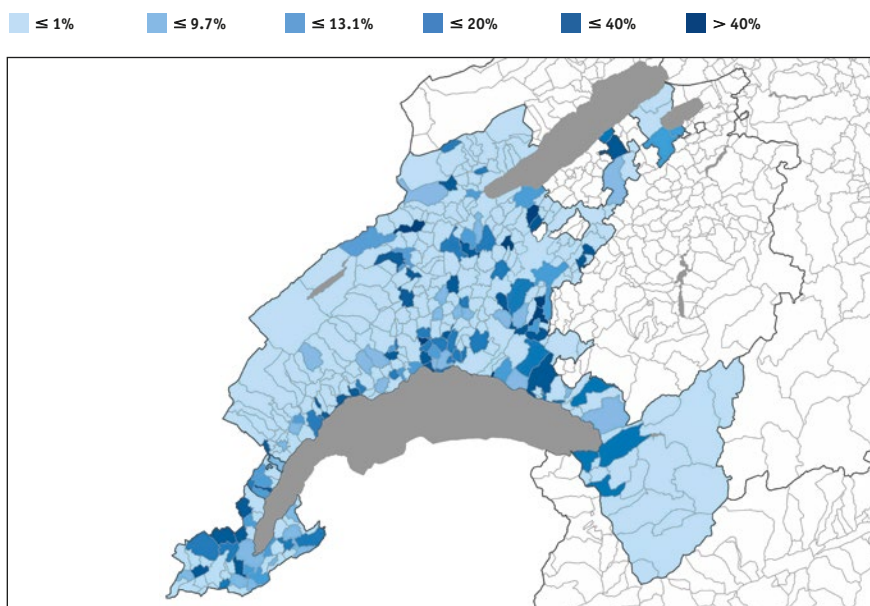 ≤ 1% ≤ 9.7% ≤ 13.1% ≤ 20% ≤ 40% > 40%